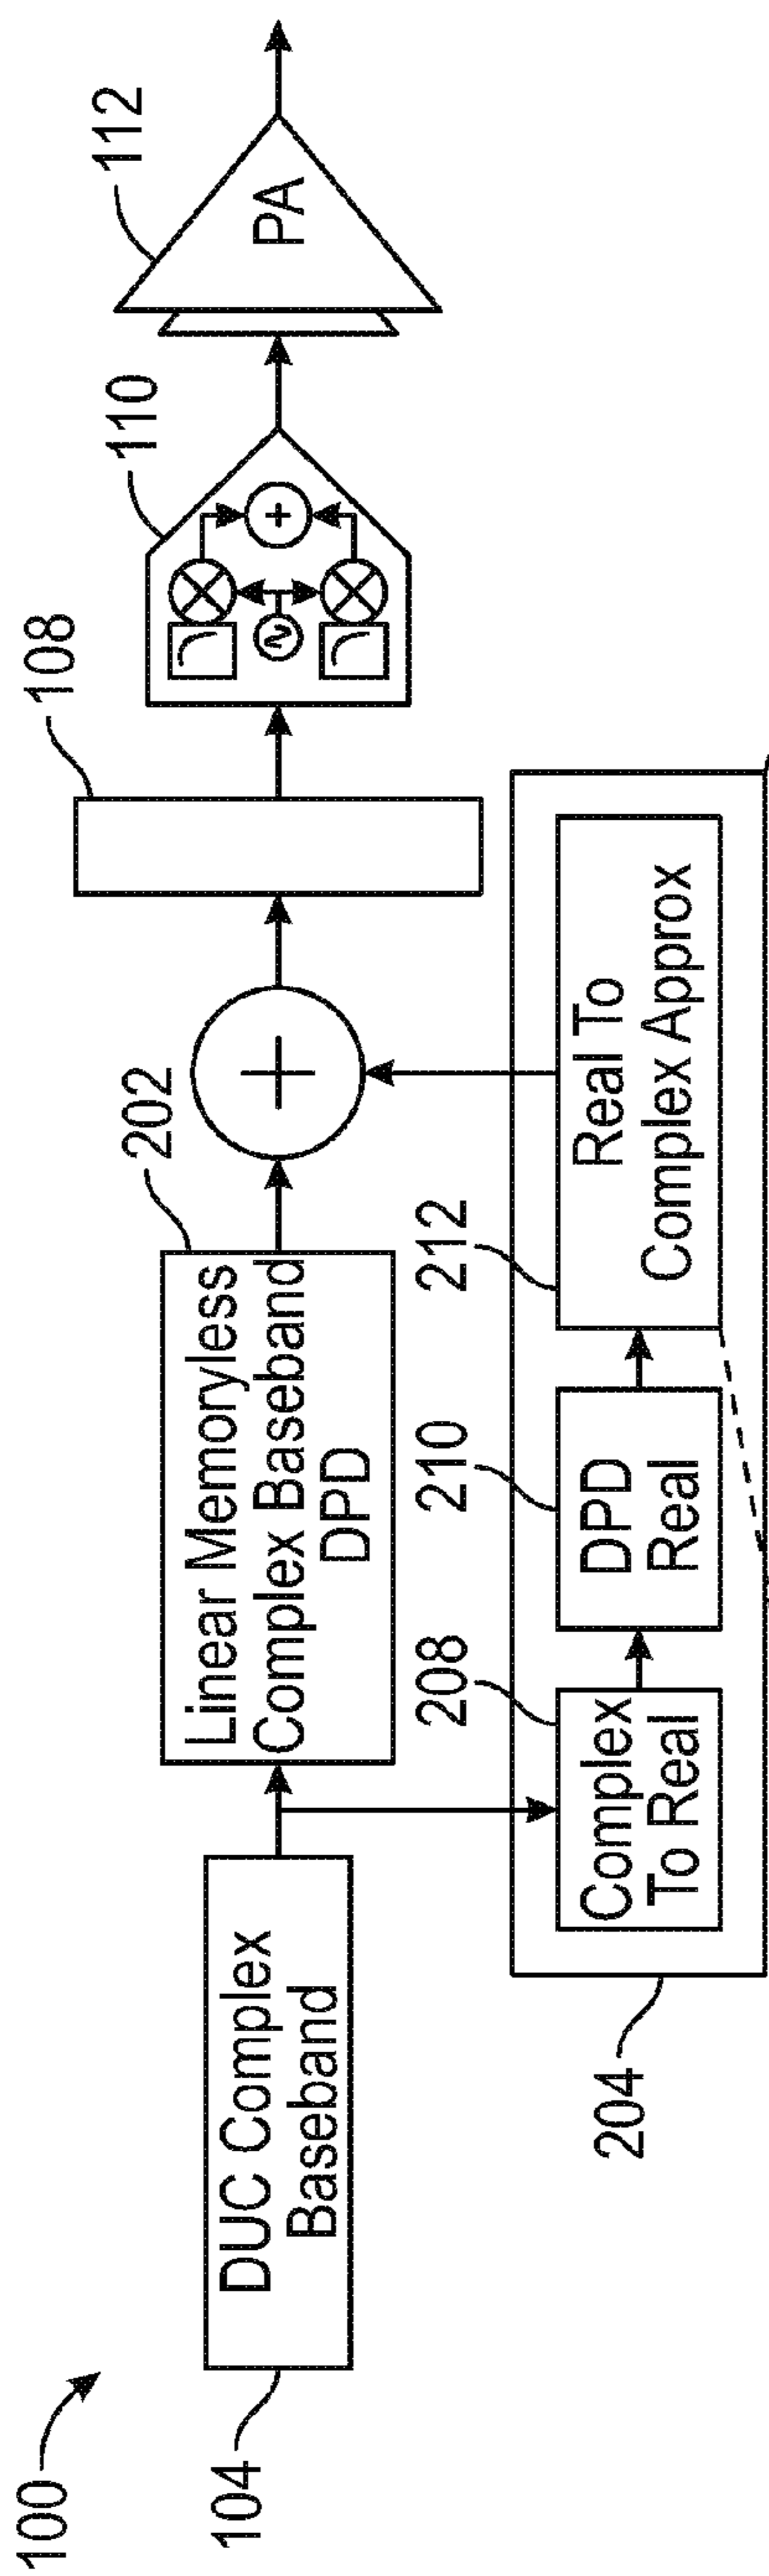 100
104
DUC Complex
Baseband
202
Linear Memoryless
Complex Baseband
DPD
+
108
110
+
112
PA
204
208
Complex
To Real
210
DPD
Real
212
Real To
Complex Approx